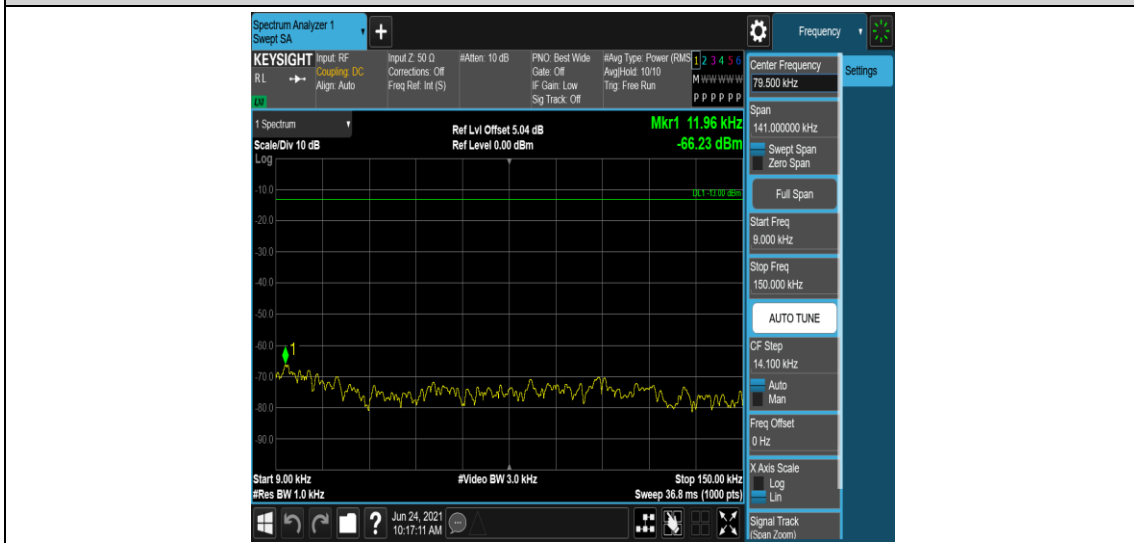 Spectrum Analyzer 1
Swept SA
+
Frequency
KEYSIGHT
RL
LXI
Input: RF
Coupling: DC
Align: Auto
Input Z: 50 Ω
Corrections: Off
Freq Ref: Int (S)
#Atten: 10 dB
PNO: Best Wide
Gate: Off
IF Gain: Low
Sig Track: Off
#Avg Type: Power (RMS
Avg|Hold: 10/10
Trig: Free Run
1 2 3 4 5 6
M W W W W W
P P P P P P
1 Spectrum
Scale/Div 10 dB
Log
Ref Lvl Offset 5.04 dB
Ref Level 0.00 dBm
Mkr1 11.96 kHz
-66.23 dBm
DL1 -13.00 dBm
-10.0
-20.0
-30.0
-40.0
-50.0
-60.0
1
-70.0
-80.0
-90.0
Start 9.00 kHz
#Res BW 1.0 kHz
#Video BW 3.0 kHz
Stop 150.00 kHz
Sweep 36.8 ms (1000 pts)
Center Frequency
79.500 kHz
Settings
Span
141.000000 kHz
Swept Span
Zero Span
Full Span
Start Freq
9.000 kHz
Stop Freq
150.000 kHz
AUTO TUNE
CF Step
14.100 kHz
Auto
Man
Freq Offset
0 Hz
X Axis Scale
Log
Lin
Signal Track
(Span Zoom)
?
Jun 24, 2021
10:17:11 AM